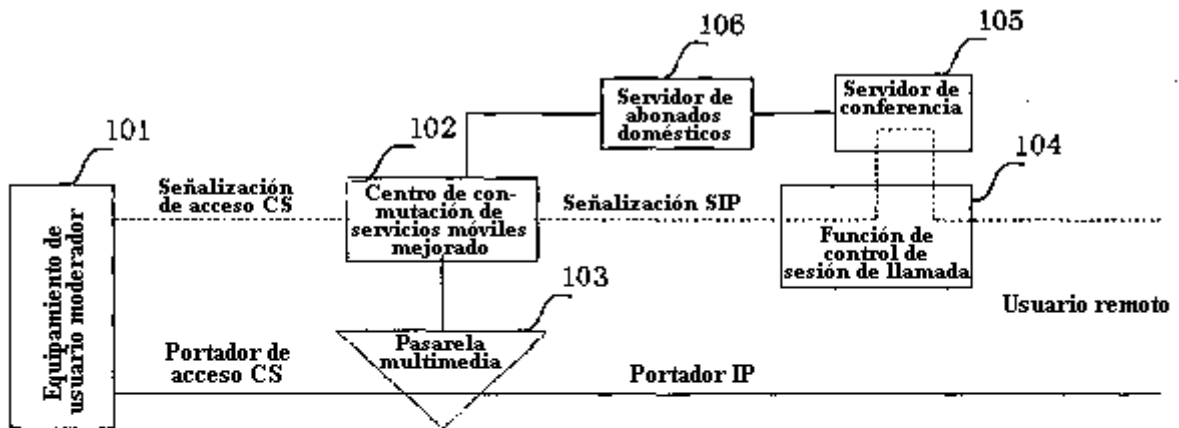 106
105
Servidor de
abonados
domésticos
Servidor de
conferencia
101
102
104
Señalización
de acceso CS
Centro de con-
mutación de
servicios móviles
mejorado
Señalización SIP
Función de
control de
sesión de llamada
103
Equipamiento de
usuario moderador
Usuario remoto
Pasarela
multimedia
Portador de
acceso CS
Portador IP